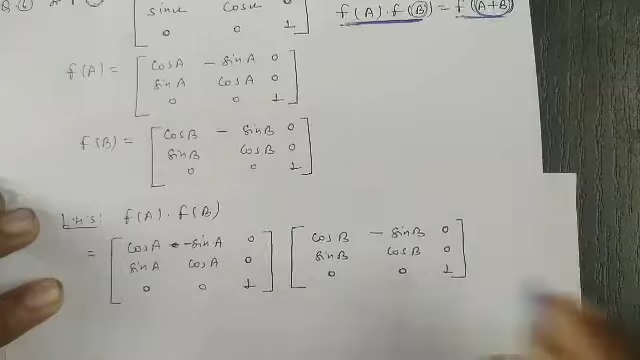 f(A) . f(B) = f(A+B)
sinx cosx
0 0 1
f(A) = [cosA - sinA 0
sinA cosA 0
0 0 1]
f(B) = [cosB - sinB 0
sinB cosB 0
0 0 1]
L.H.S: f(A) . f(B)
= [cosA - sinA 0 [cosB - sinB 0
sinA cosA 0 sinB cosB 0
0 0 1] 0 0 1]